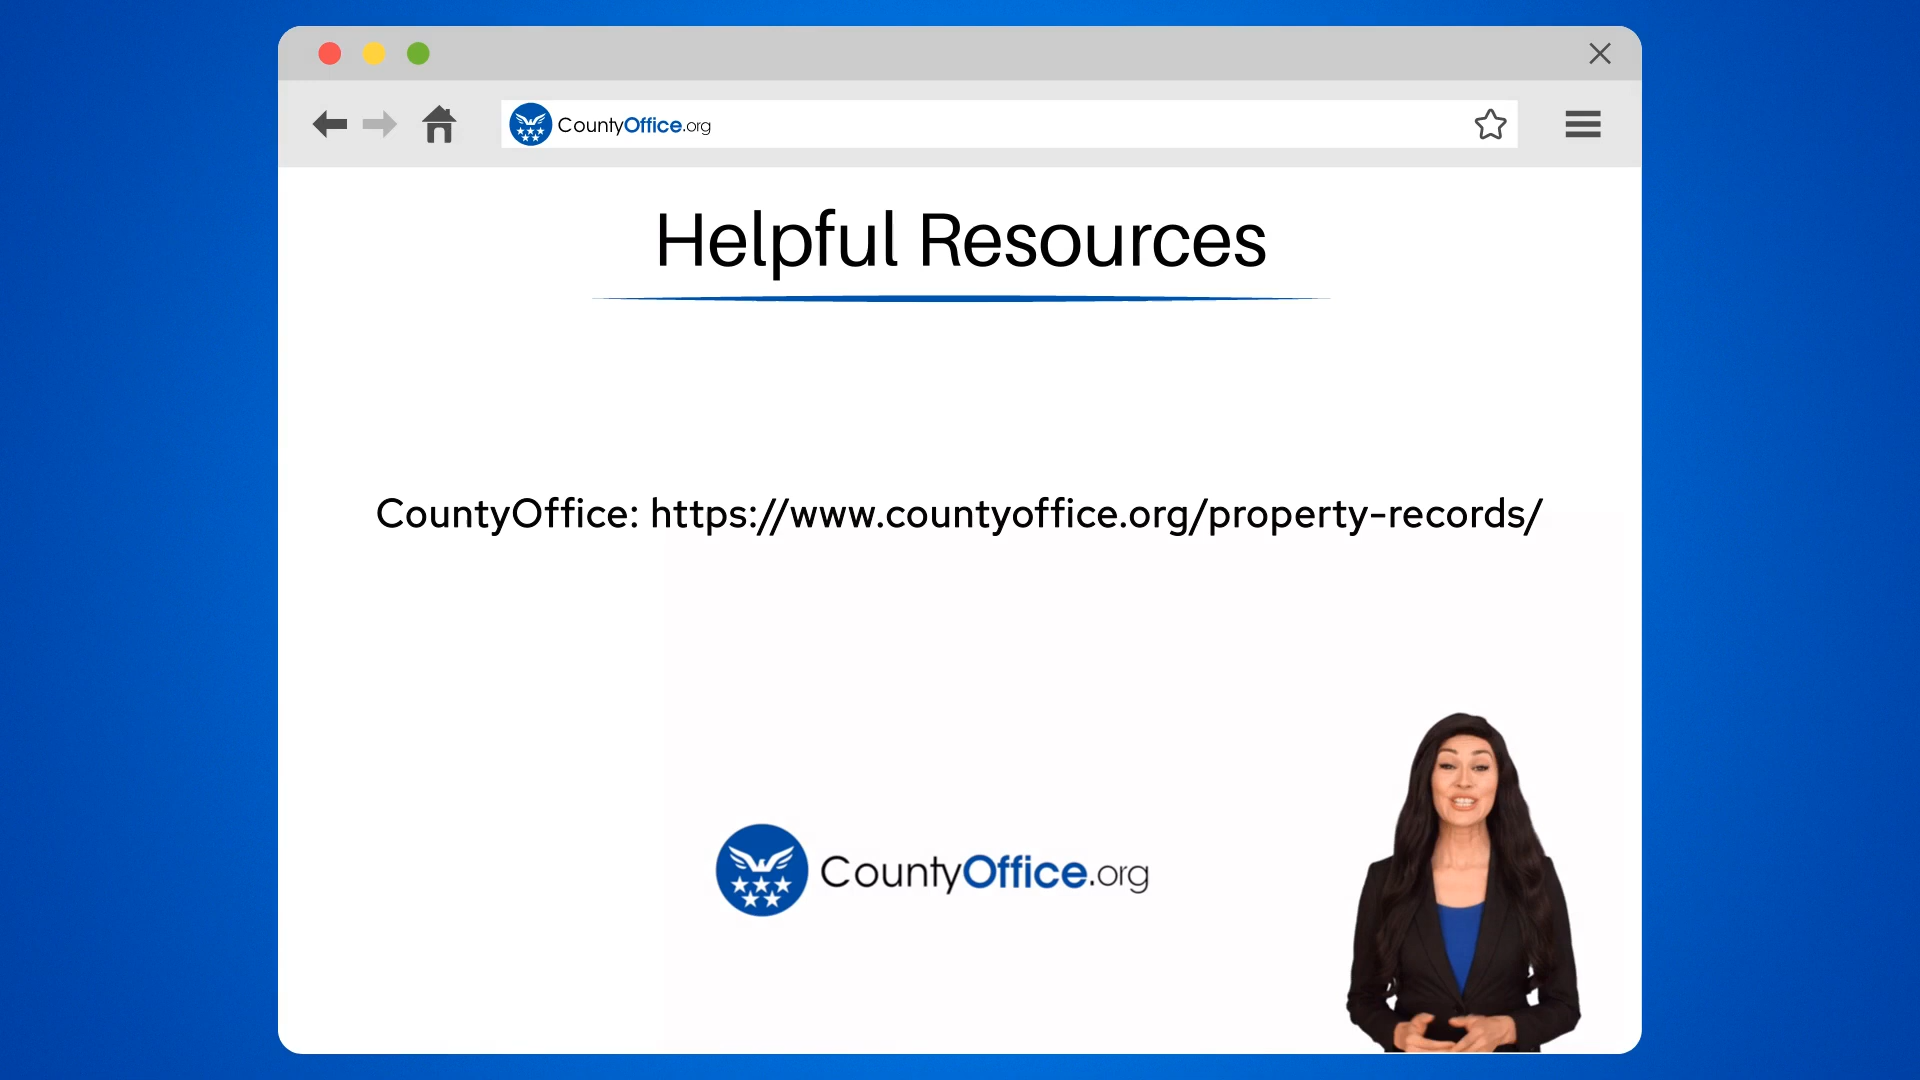 CountyOffice.org
Helpful Resources
CountyOffice: https://www.countyoffice.org/property-records/
CountyOffice.org